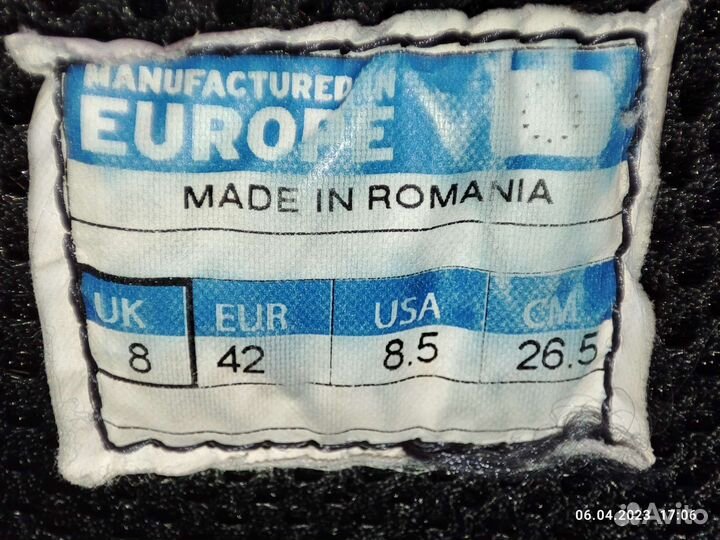 MANUFACTURED IN
EUROPE
MADE IN ROMANIA
UK EUR USA CM
8 42 8.5 26.5
06.04.2023 17:06
Avito